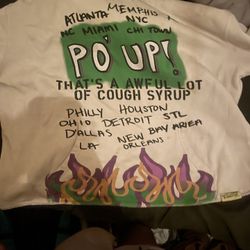 ATLANTA MEMPHIS
NYC
NC MIAMI CHI TOWN
PO' UP!
THAT'S A AWFUL LOT
OF COUGH SYRUP
PHILLY HOUSTON
OHIO DETROIT STL
DALLAS NEW BAY AREA
LA ORLEANS